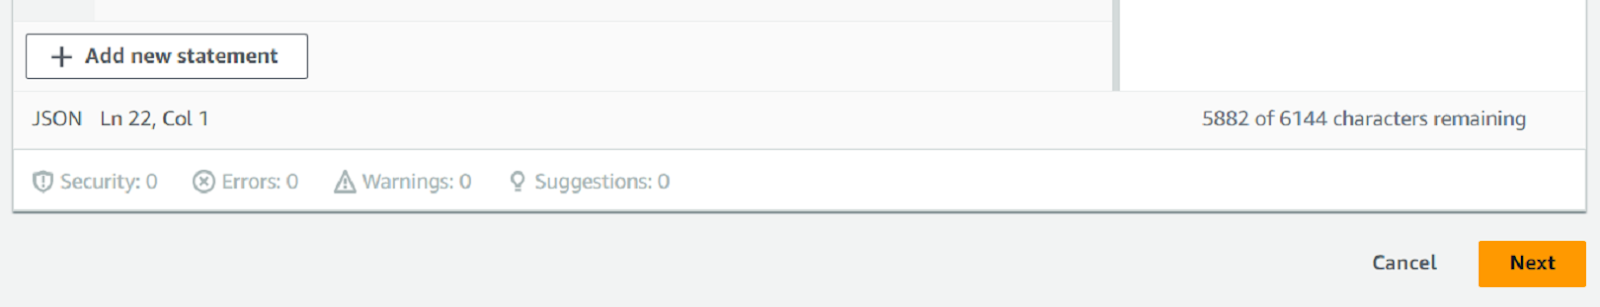 + Add new statement
JSON Ln 22, Col 1 5882 of 6144 characters remaining
Security: 0 Errors: 0 Warnings: 0 Suggestions: 0
Cancel Next